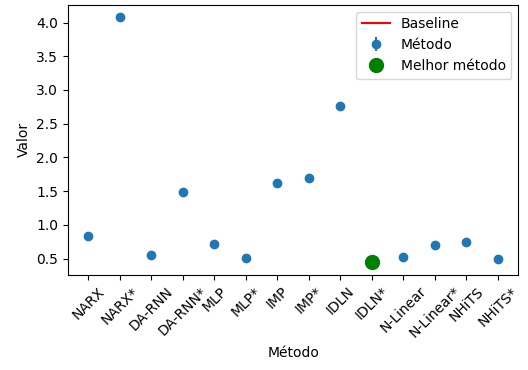 Baseline
Método
Melhor método
Valor
4.0
3.5
3.0
2.5
2.0
1.5
1.0
0.5
NARX
NARX*
DA-RNN
DA-RNN*
MLP
MLP*
IMP
IMP*
IDLN
IDLN*
N-Linear
N-Linear*
NHiTS
NHiTS*
Método